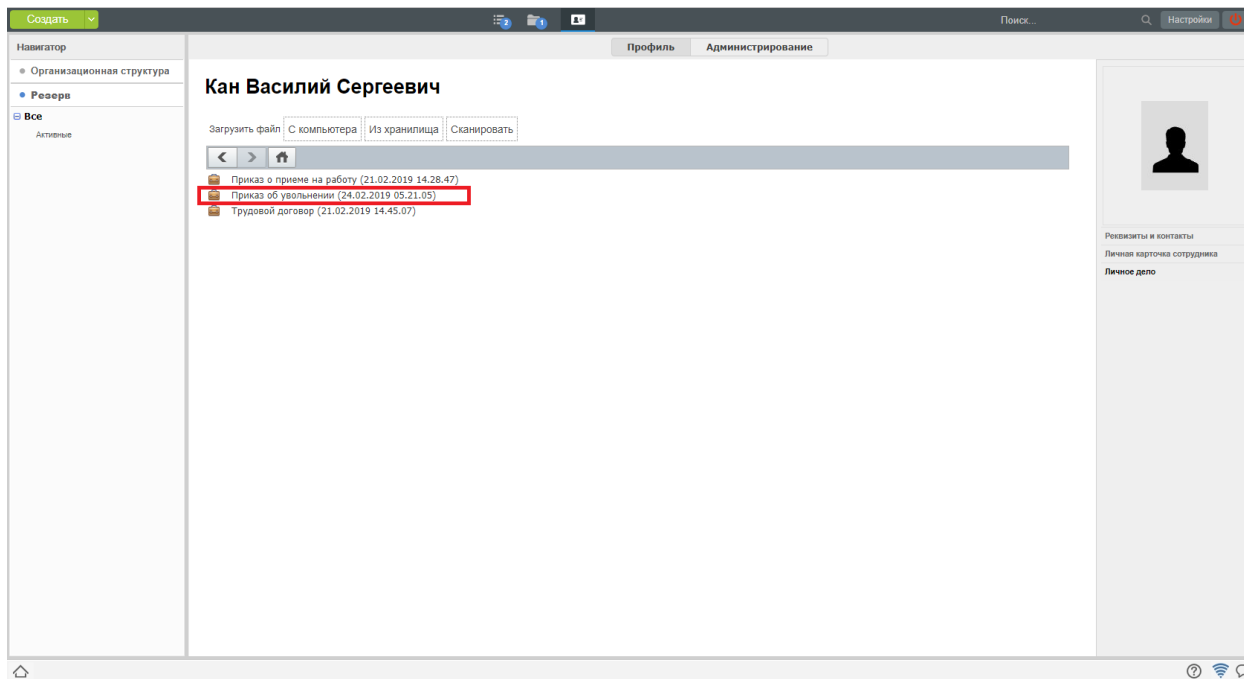 Создать
2
1
Поиск...
Настройки
Навигатор
Профиль
Администрирование
Организационная структура
Резерв
Все
Активные
Кан Василий Сергеевич
Загрузить файл С компьютера Из хранилища Сканировать
Приказ о приеме на работу (21.02.2019 14.28.47)
Приказ об увольнении (24.02.2019 05.21.05)
Трудовой договор (21.02.2019 14.45.07)
Реквизиты и контакты
Личная карточка сотрудника
Личное дело